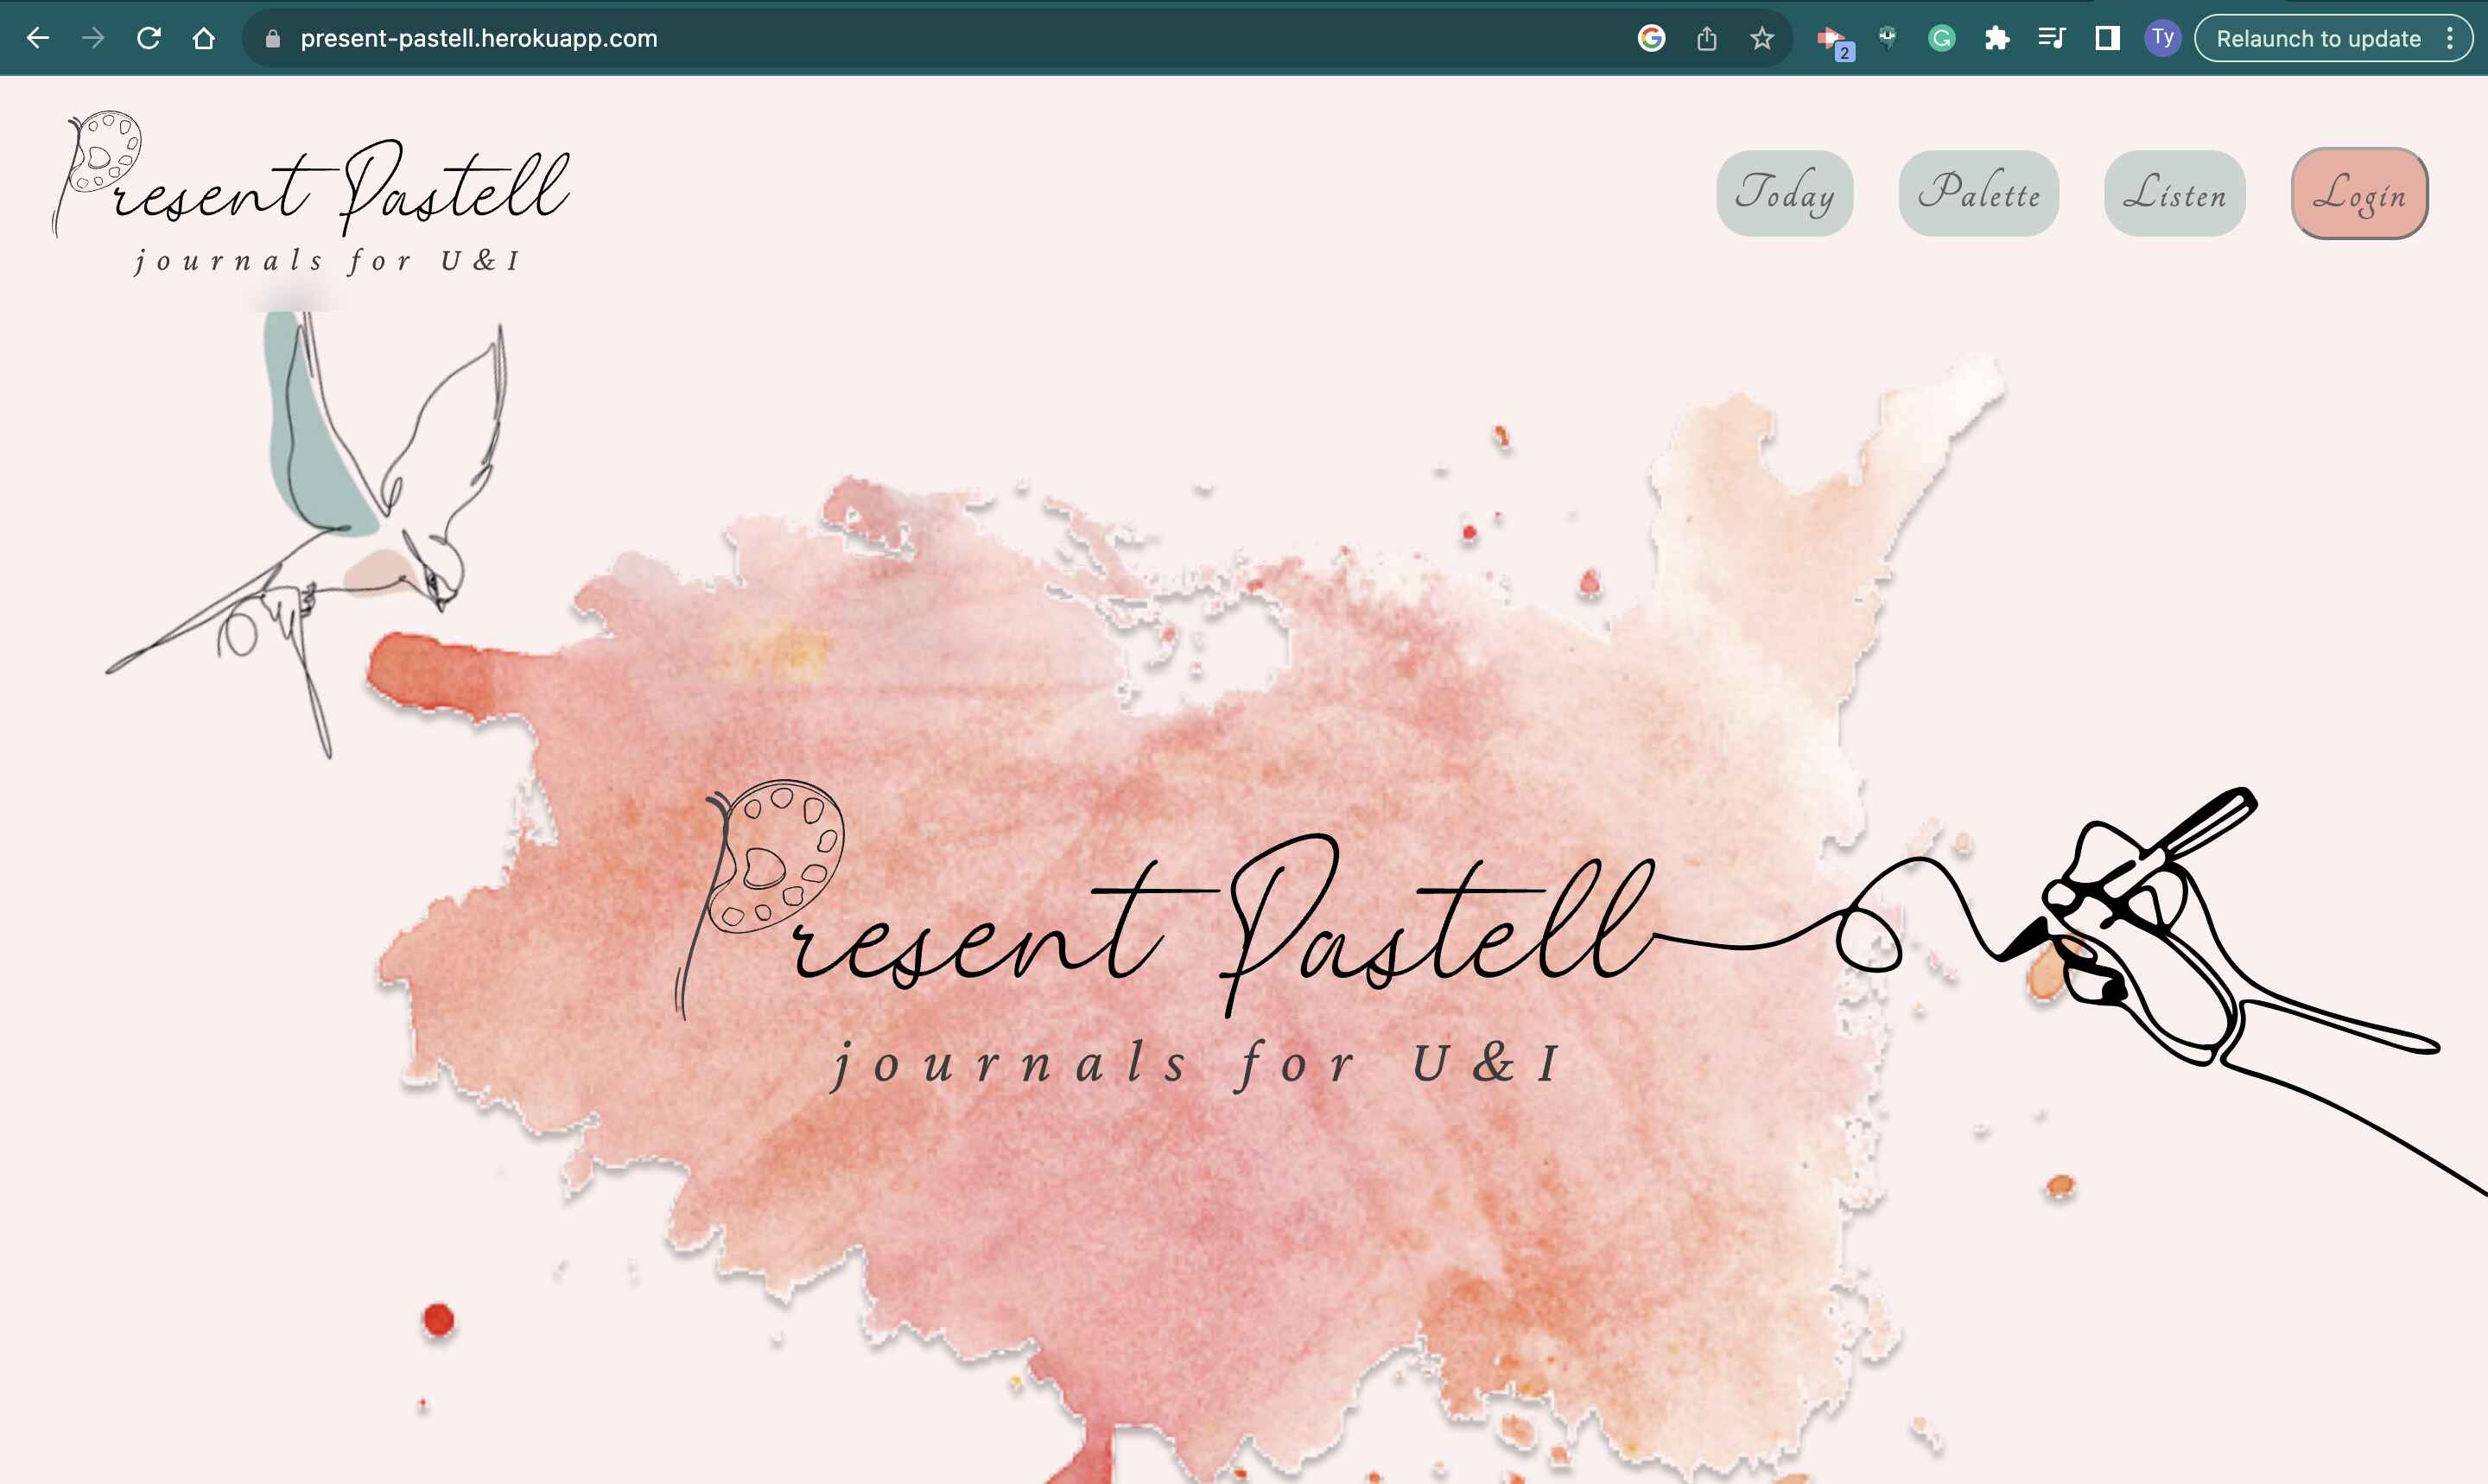 present-pastell.herokuapp.com
2
Ty
Relaunch to update
Present Pastell
journals for U&I
Today
Palette
Listen
Login
Present Pastell
journals for U&I